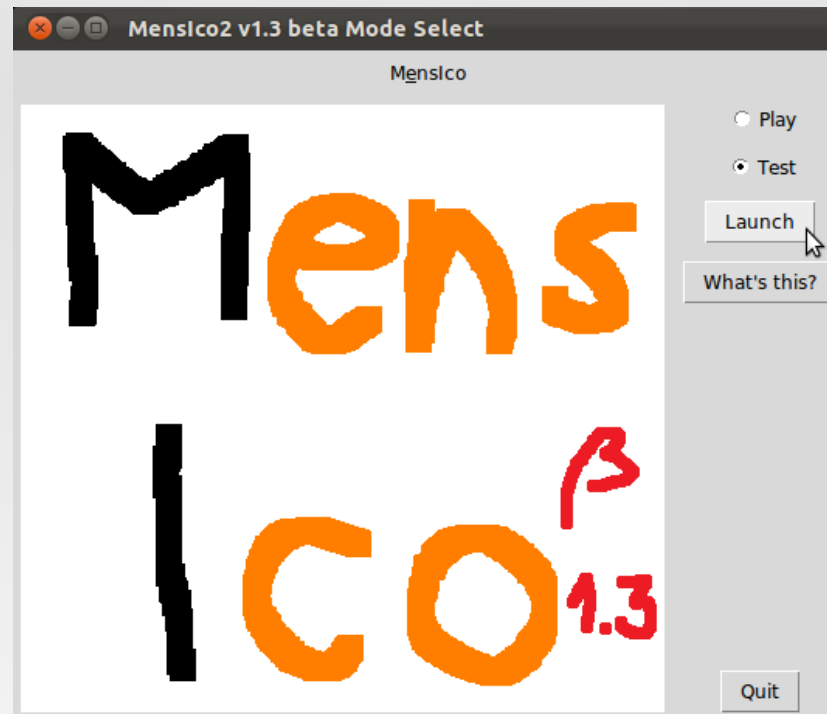 MensIco2 v1.3 beta Mode Select
MensIco
Play
Test
Launch
What's this?
Mens
Ico
β
1.3
Quit